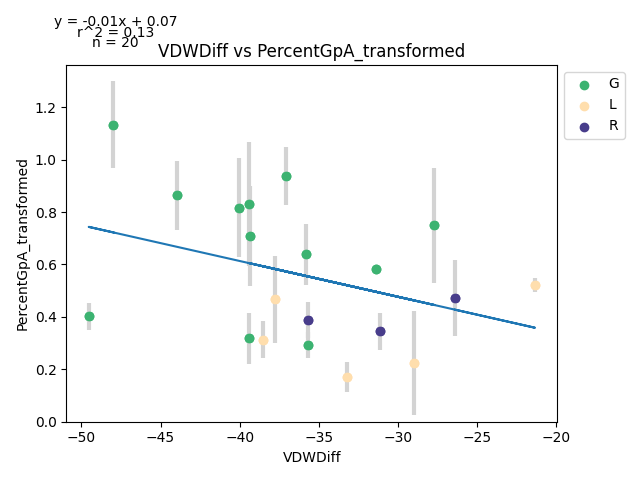 y = -0.01x + 0.07
r^2 = 0.13
n = 20
VDWDiff vs PercentGpA_transformed
G
L
R
PercentGpA_transformed
1.2
1.0
0.8
0.6
0.4
0.2
0.0
−50
−45
−40
−35
−30
−25
−20
VDWDiff